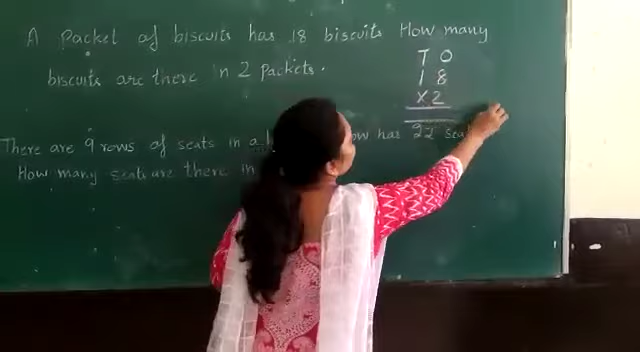 A Packet of biscuits has 18 biscuits How many
biscuits are there in 2 Packets.
T O
1 8
X 2
There are 9 rows of seats in a ow has 22 sea
How many seats are there in